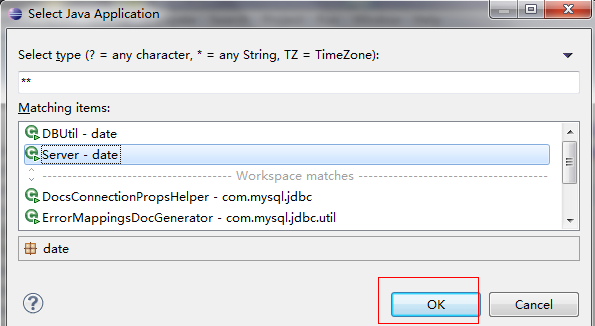 Select Java Application
Select type (? = any character, * = any String, TZ = TimeZone):
**
Matching items:
DBUtil - date
Server - date
Workspace matches
DocsConnectionPropsHelper - com.mysql.jdbc
ErrorMappingsDocGenerator - com.mysql.jdbc.util
date
OK
Cancel